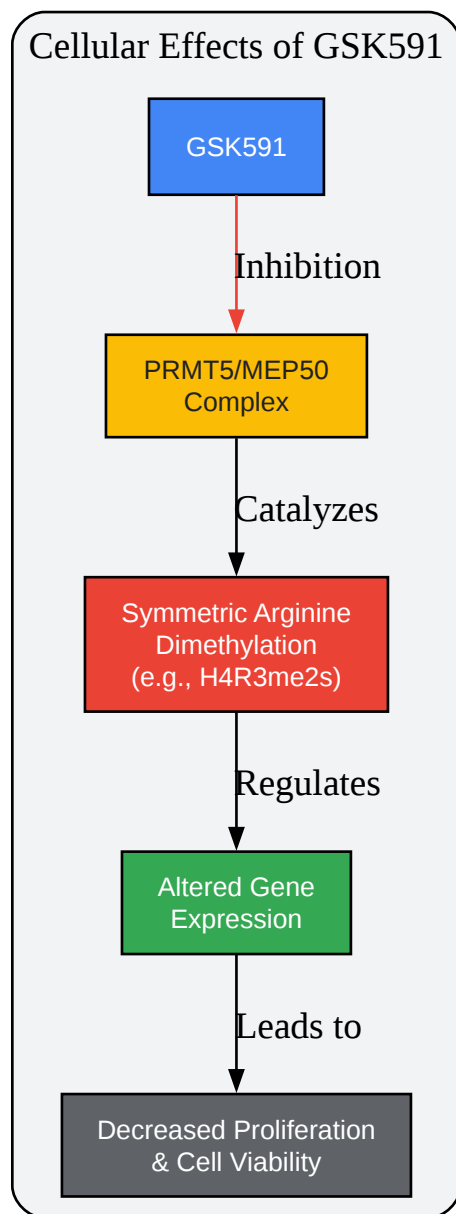 Cellular Effects of GSK591
GSK591
Inhibition
PRMT5/MEP50
Complex
Catalyzes
Symmetric Arginine
Dimethylation
(e.g., H4R3me2s)
Regulates
Altered Gene
Expression
Leads to
Decreased Proliferation
& Cell Viability